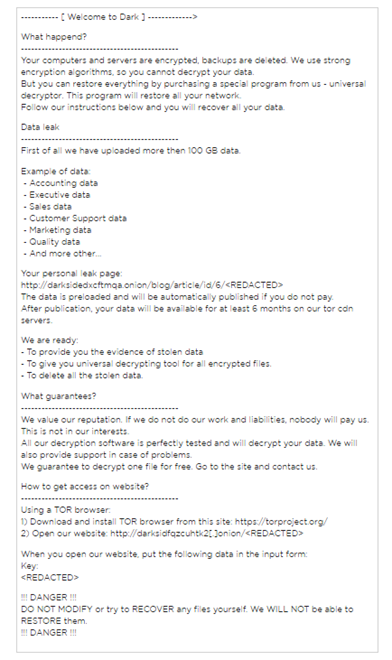 ----------- [ Welcome to Dark ] ------------->
What happend?
----------------------------------------------
Your computers and servers are encrypted, backups are deleted. We use strong
encryption algorithms, so you cannot decrypt your data.
But you can restore everything by purchasing a special program from us - universal
decryptor. This program will restore all your network.
Follow our instructions below and you will recover all your data.
Data leak
----------------------------------------------
First of all we have uploaded more then 100 GB data.
Example of data:
- Accounting data
- Executive data
- Sales data
- Customer Support data
- Marketing data
- Quality data
- And more other...
Your personal leak page:
http://darksidedxcftmqa.onion/blog/article/id/6/<REDACTED>
The data is preloaded and will be automatically published if you do not pay.
After publication, your data will be available for at least 6 months on our tor cdn
servers.
We are ready:
- To provide you the evidence of stolen data
- To give you universal decrypting tool for all encrypted files.
- To delete all the stolen data.
What guarantees?
----------------------------------------------
We value our reputation. If we do not do our work and liabilities, nobody will pay us.
This is not in our interests.
All our decryption software is perfectly tested and will decrypt your data. We will
also provide support in case of problems.
We guarantee to decrypt one file for free. Go to the site and contact us.
How to get access on website?
----------------------------------------------
Using a TOR browser:
1) Download and install TOR browser from this site: https://torproject.org/
2) Open our website: http://darksidfqzcuhtk2[.]onion/<REDACTED>
When you open our website, put the following data in the input form:
Key:
<REDACTED>
!!! DANGER !!!
DO NOT MODIFY or try to RECOVER any files yourself. We WILL NOT be able to
RESTORE them.
!!! DANGER !!!